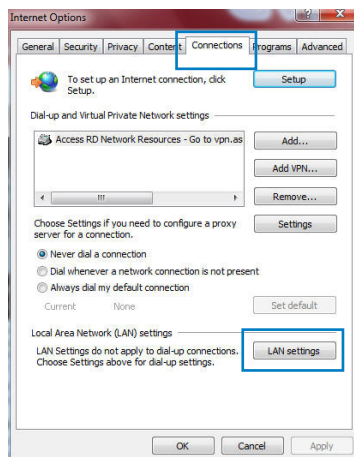 Internet Options
General Security Privacy Content Connections Programs Advanced
To set up an Internet connection, click
Setup.
Setup
Dial-up and Virtual Private Network settings
Access RD Network Resources - Go to vpn.as
Add...
Add VPN...
Remove...
Choose Settings if you need to configure a proxy
server for a connection.
Settings
Never dial a connection
Dial whenever a network connection is not present
Always dial my default connection
Current None
Set default
Local Area Network (LAN) settings
LAN Settings do not apply to dial-up connections.
Choose Settings above for dial-up settings.
LAN settings
OK Cancel Apply